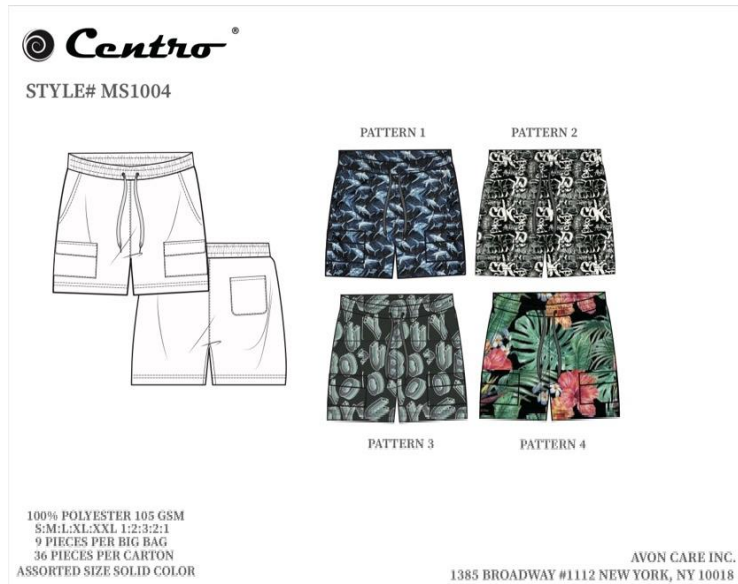 Centro®
STYLE# MS1004
PATTERN 1
PATTERN 2
PATTERN 3
PATTERN 4
100% POLYESTER 105 GSM
S:M:L:XL:XXL 1:2:3:2:1
9 PIECES PER BIG BAG
36 PIECES PER CARTON
ASSORTED SIZE SOLID COLOR
AVON CARE INC.
1385 BROADWAY #1112 NEW YORK, NY 10018